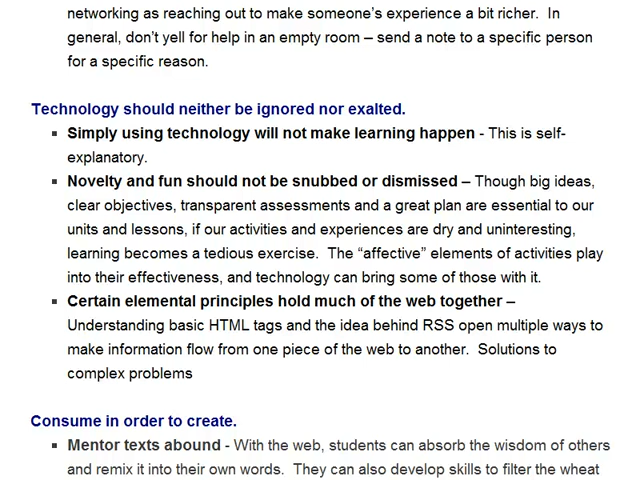 networking as reaching out to make someone's experience a bit richer.  In
general, don't yell for help in an empty room – send a note to a specific person
for a specific reason.
Technology should neither be ignored nor exalted.
▪ Simply using technology will not make learning happen - This is self-
explanatory.
▪ Novelty and fun should not be snubbed or dismissed – Though big ideas,
clear objectives, transparent assessments and a great plan are essential to our
units and lessons, if our activities and experiences are dry and uninteresting,
learning becomes a tedious exercise.  The “affective” elements of activities play
into their effectiveness, and technology can bring some of those with it.
▪ Certain elemental principles hold much of the web together –
Understanding basic HTML tags and the idea behind RSS open multiple ways to
make information flow from one piece of the web to another.  Solutions to
complex problems
Consume in order to create.
▪ Mentor texts abound - With the web, students can absorb the wisdom of others
and remix it into their own words.  They can also develop skills to filter the wheat